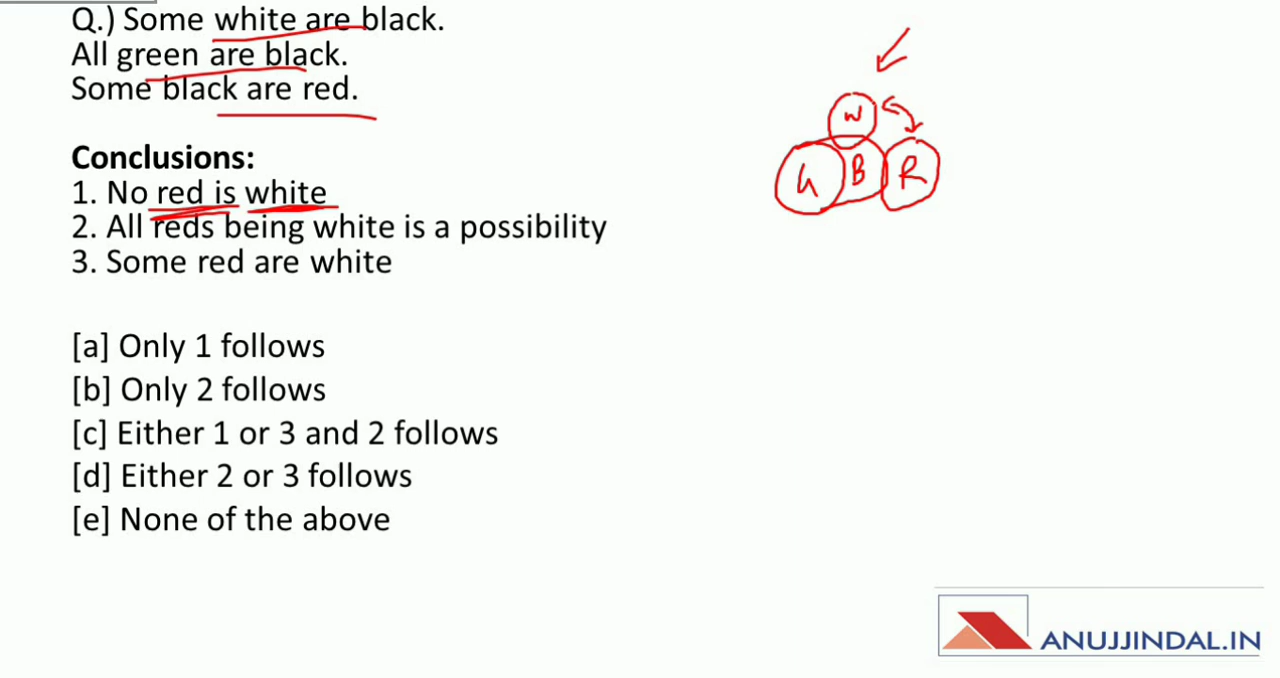 Q.) Some white are black.
All green are black.
Some black are red.
Conclusions:
1. No red is white
2. All reds being white is a possibility
3. Some red are white
[a] Only 1 follows
[b] Only 2 follows
[c] Either 1 or 3 and 2 follows
[d] Either 2 or 3 follows
[e] None of the above
W
G B R
ANUJJINDAL.IN